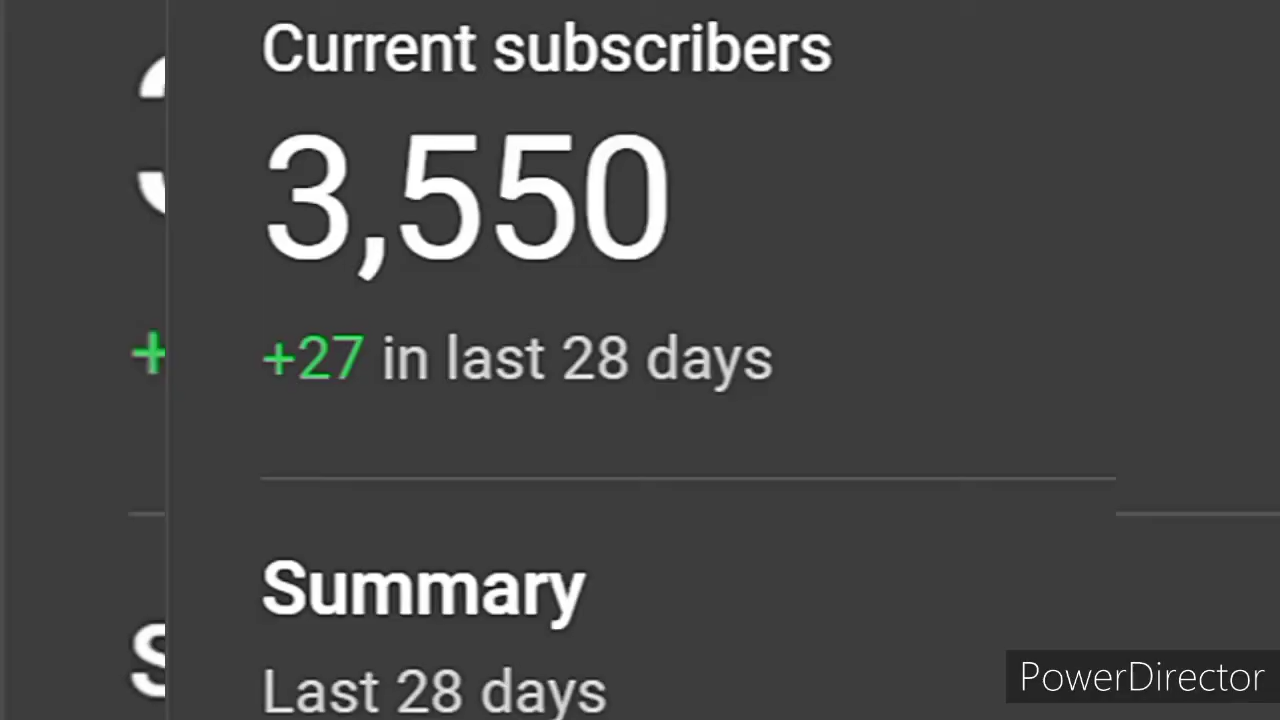 Current subscribers
3,550
+27 in last 28 days
Summary
Last 28 days
PowerDirector